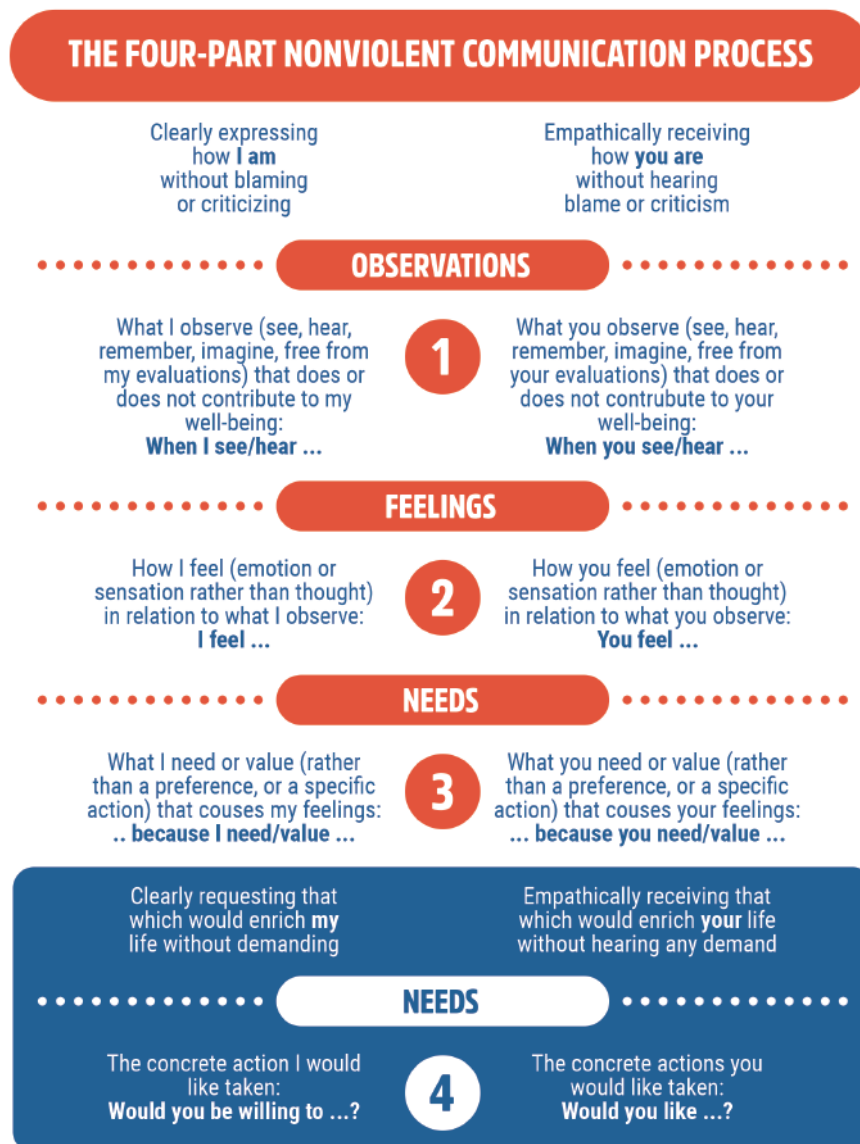 THE FOUR-PART NONVIOLENT COMMUNICATION PROCESS
Clearly expressing
how I am
without blaming
or criticizing
Empathically receiving
how you are
without hearing
blame or criticism
OBSERVATIONS
What I observe (see, hear,
remember, imagine, free from
my evaluations) that does or
does not contribute to my
well-being:
When I see/hear ...
1
What you observe (see, hear,
remember, imagine, free from
your evaluations) that does or
does not contrubute to your
well-being:
When you see/hear ...
FEELINGS
How I feel (emotion or
sensation rather than thought)
in relation to what I observe:
I feel ...
2
How you feel (emotion or
sensation rather than thought)
in relation to what you observe:
You feel ...
NEEDS
What I need or value (rather
than a preference, or a specific
action) that couses my feelings:
.. because I need/value ...
3
What you need or value (rather
than a preference, or a specific
action) that couses your feelings:
... because you need/value ...
Clearly requesting that
which would enrich my
life without demanding
Empathically receiving that
which would enrich your life
without hearing any demand
NEEDS
The concrete action I would
like taken:
Would you be willing to ...?
4
The concrete actions you
would like taken:
Would you like ...?